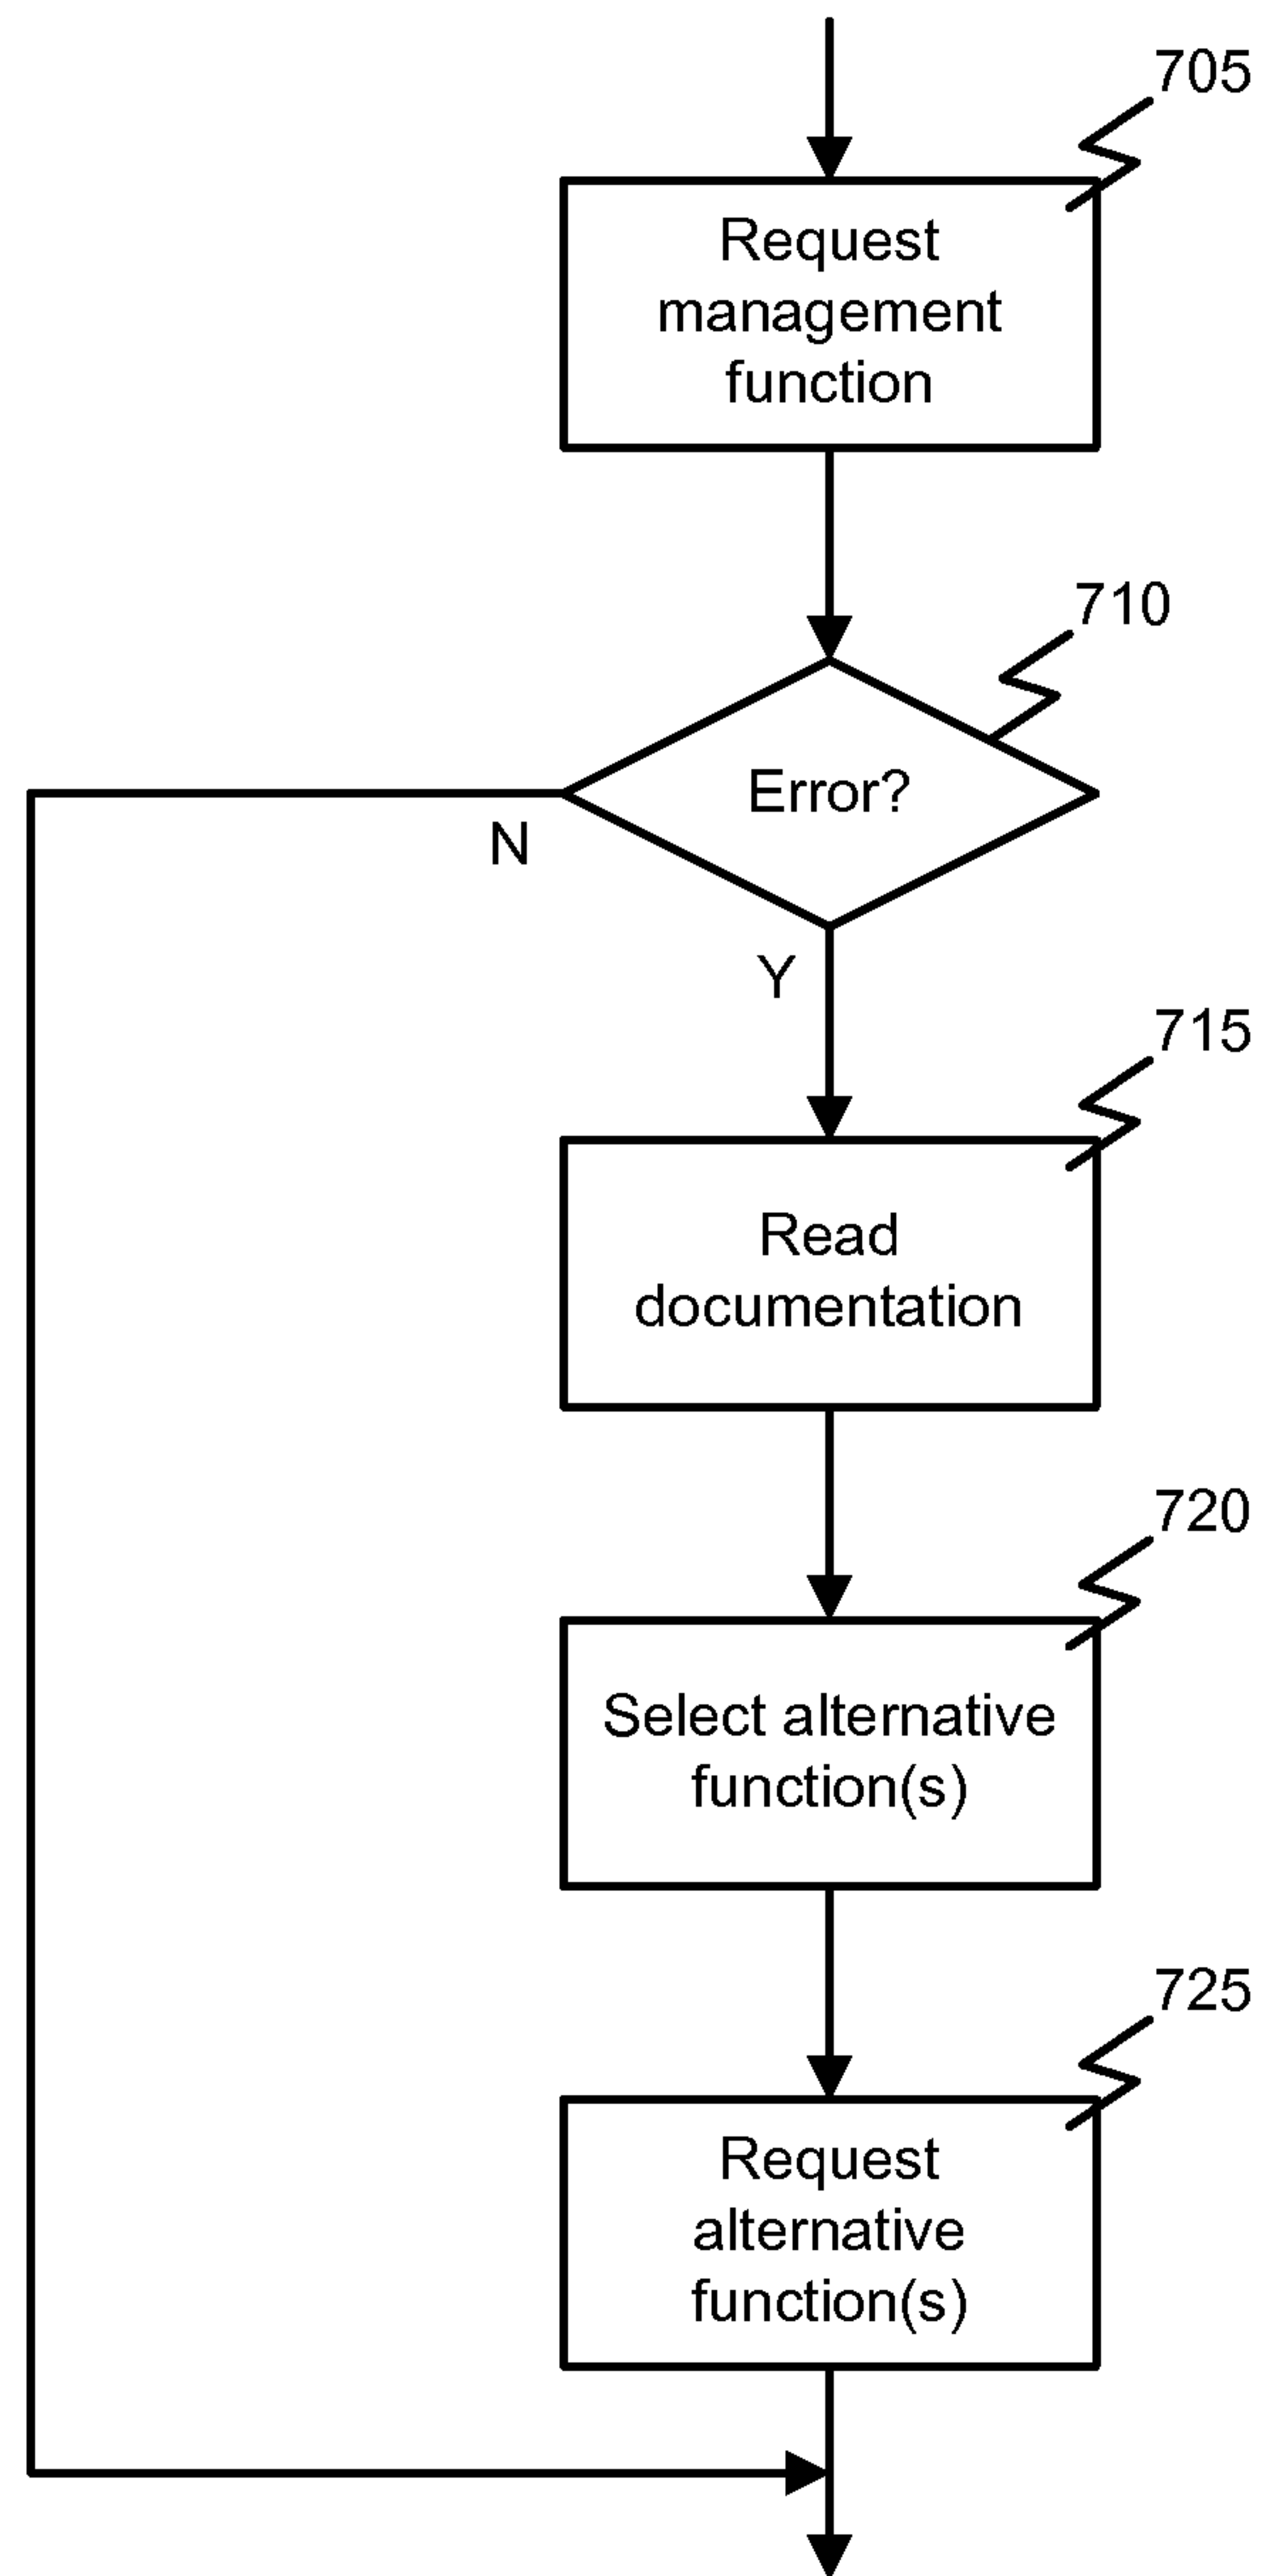 705
Request
management
function
710
Error?
N
Y
715
Read
documentation
720
Select alternative
function(s)
725
Request
alternative
function(s)